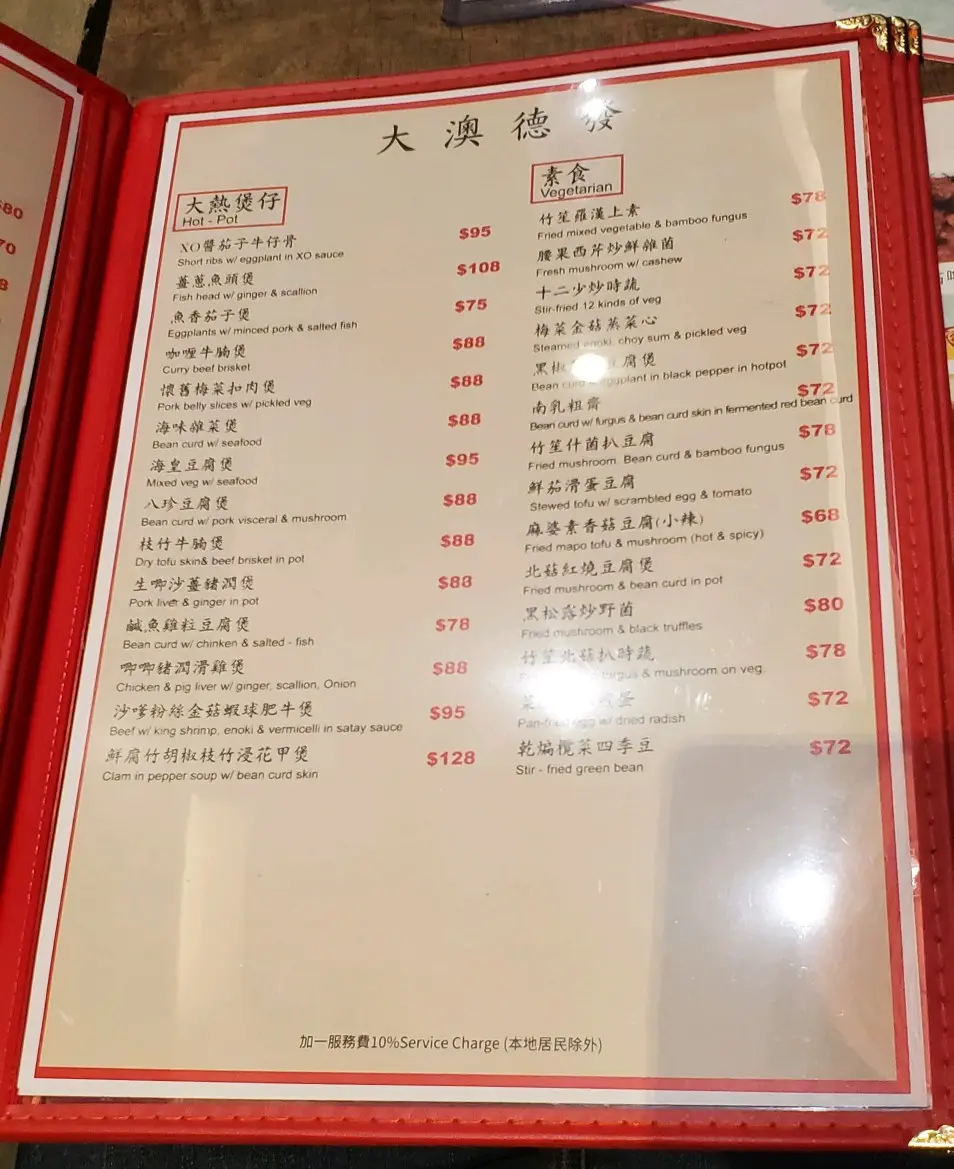 大澳德發
大熱煲仔
Hot - Pot
XO醬茄子牛仔骨 $95
Short ribs w/ eggplant in XO sauce
薑蔥魚頭煲 $108
Fish head w/ ginger & scallion
魚香茄子煲 $75
Eggplants w/ minced pork & salted fish
咖喱牛腩煲 $88
Curry beef brisket
懷舊梅菜扣肉煲 $88
Pork belly slices w/ pickled veg
海味雜菜煲 $88
Bean curd w/ seafood
海皇豆腐煲 $95
Mixed veg w/ seafood
八珍豆腐煲 $88
Bean curd w/ pork visceral & mushroom
枝竹牛腩煲 $88
Dry tofu skin& beef brisket in pot
生唧沙薑豬潤煲 $88
Pork liver & ginger in pot
鹹魚雞粒豆腐煲 $78
Bean curd w/ chinken & salted - fish
唧唧豬潤滑雞煲 $88
Chicken & pig liver w/ ginger, scallion, Onion
沙嗲粉絲金菇蝦球肥牛煲 $95
Beef w/ king shrimp, enoki & vermicelli in satay sauce
鮮腐竹胡椒枝竹浸花甲煲 $128
Clam in pepper soup w/ bean curd skin
素食
Vegetarian
竹笙羅漢上素 $78
Fried mixed vegetable & bamboo fungus
腰果西芹炒鮮雜菌 $72
Fresh mushroom w/ cashew
十二少炒時蔬 $72
Stir-fried 12 kinds of veg
梅菜金菇蒸菜心 $72
Steamed enoki, choy sum & pickled veg
黑椒 腐煲 $72
Bean curd eggplant in black pepper in hotpot
南乳粗齋 $72
Bean curd w/ furgus & bean curd skin in fermented red bean curd
竹笙什菌扒豆腐 $78
Fried mushroom Bean curd & bamboo fungus
鮮茄滑蛋豆腐 $72
Stewed tofu w/ scrambled egg & tomato
麻婆素香菇豆腐(小辣) $68
Fried mapo tofu & mushroom (hot & spicy)
北菇紅燒豆腐煲 $72
Fried mushroom & bean curd in pot
黑松露炒野菌 $80
Fried mushroom & black truffles
竹笙北菇扒時蔬 $78
furgus & mushroom on veg.
菜 蛋 $72
Pan-fried egg w/ dried radish
乾煸欖菜四季豆 $72
Stir - fried green bean
加一服務費10%Service Charge (本地居民除外)